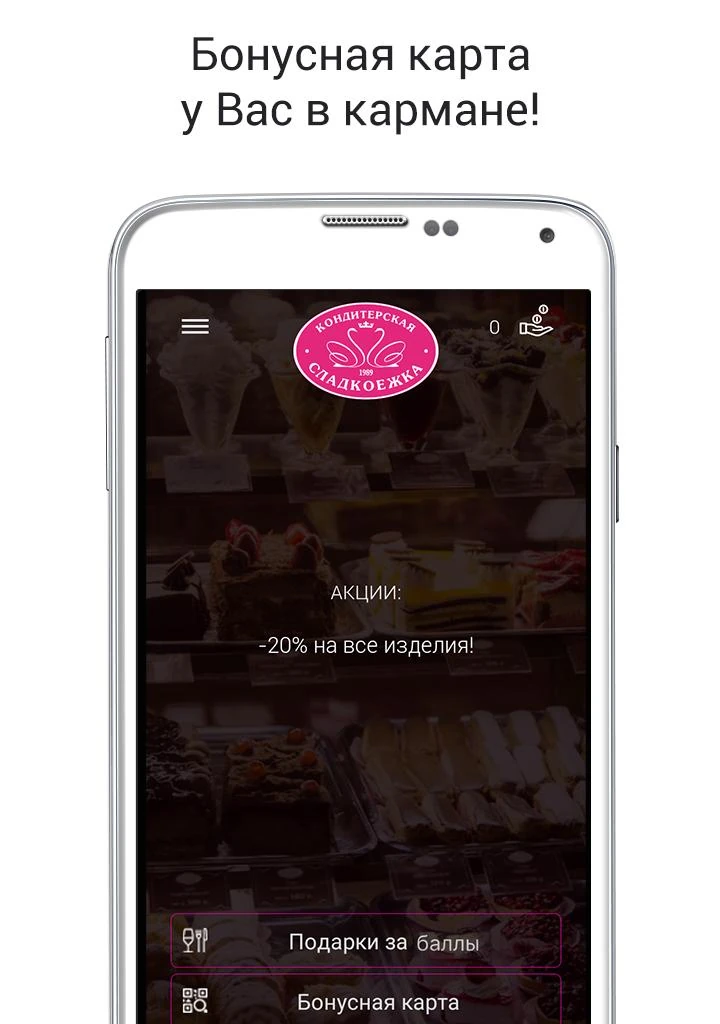 Бонусная карта
у Вас в кармане!
КОНДИТЕРСКАЯ
1989
СЛАДКОЕЖКА
0
АКЦИИ:
-20% на все изделия!
Подарки за баллы
Бонусная карта